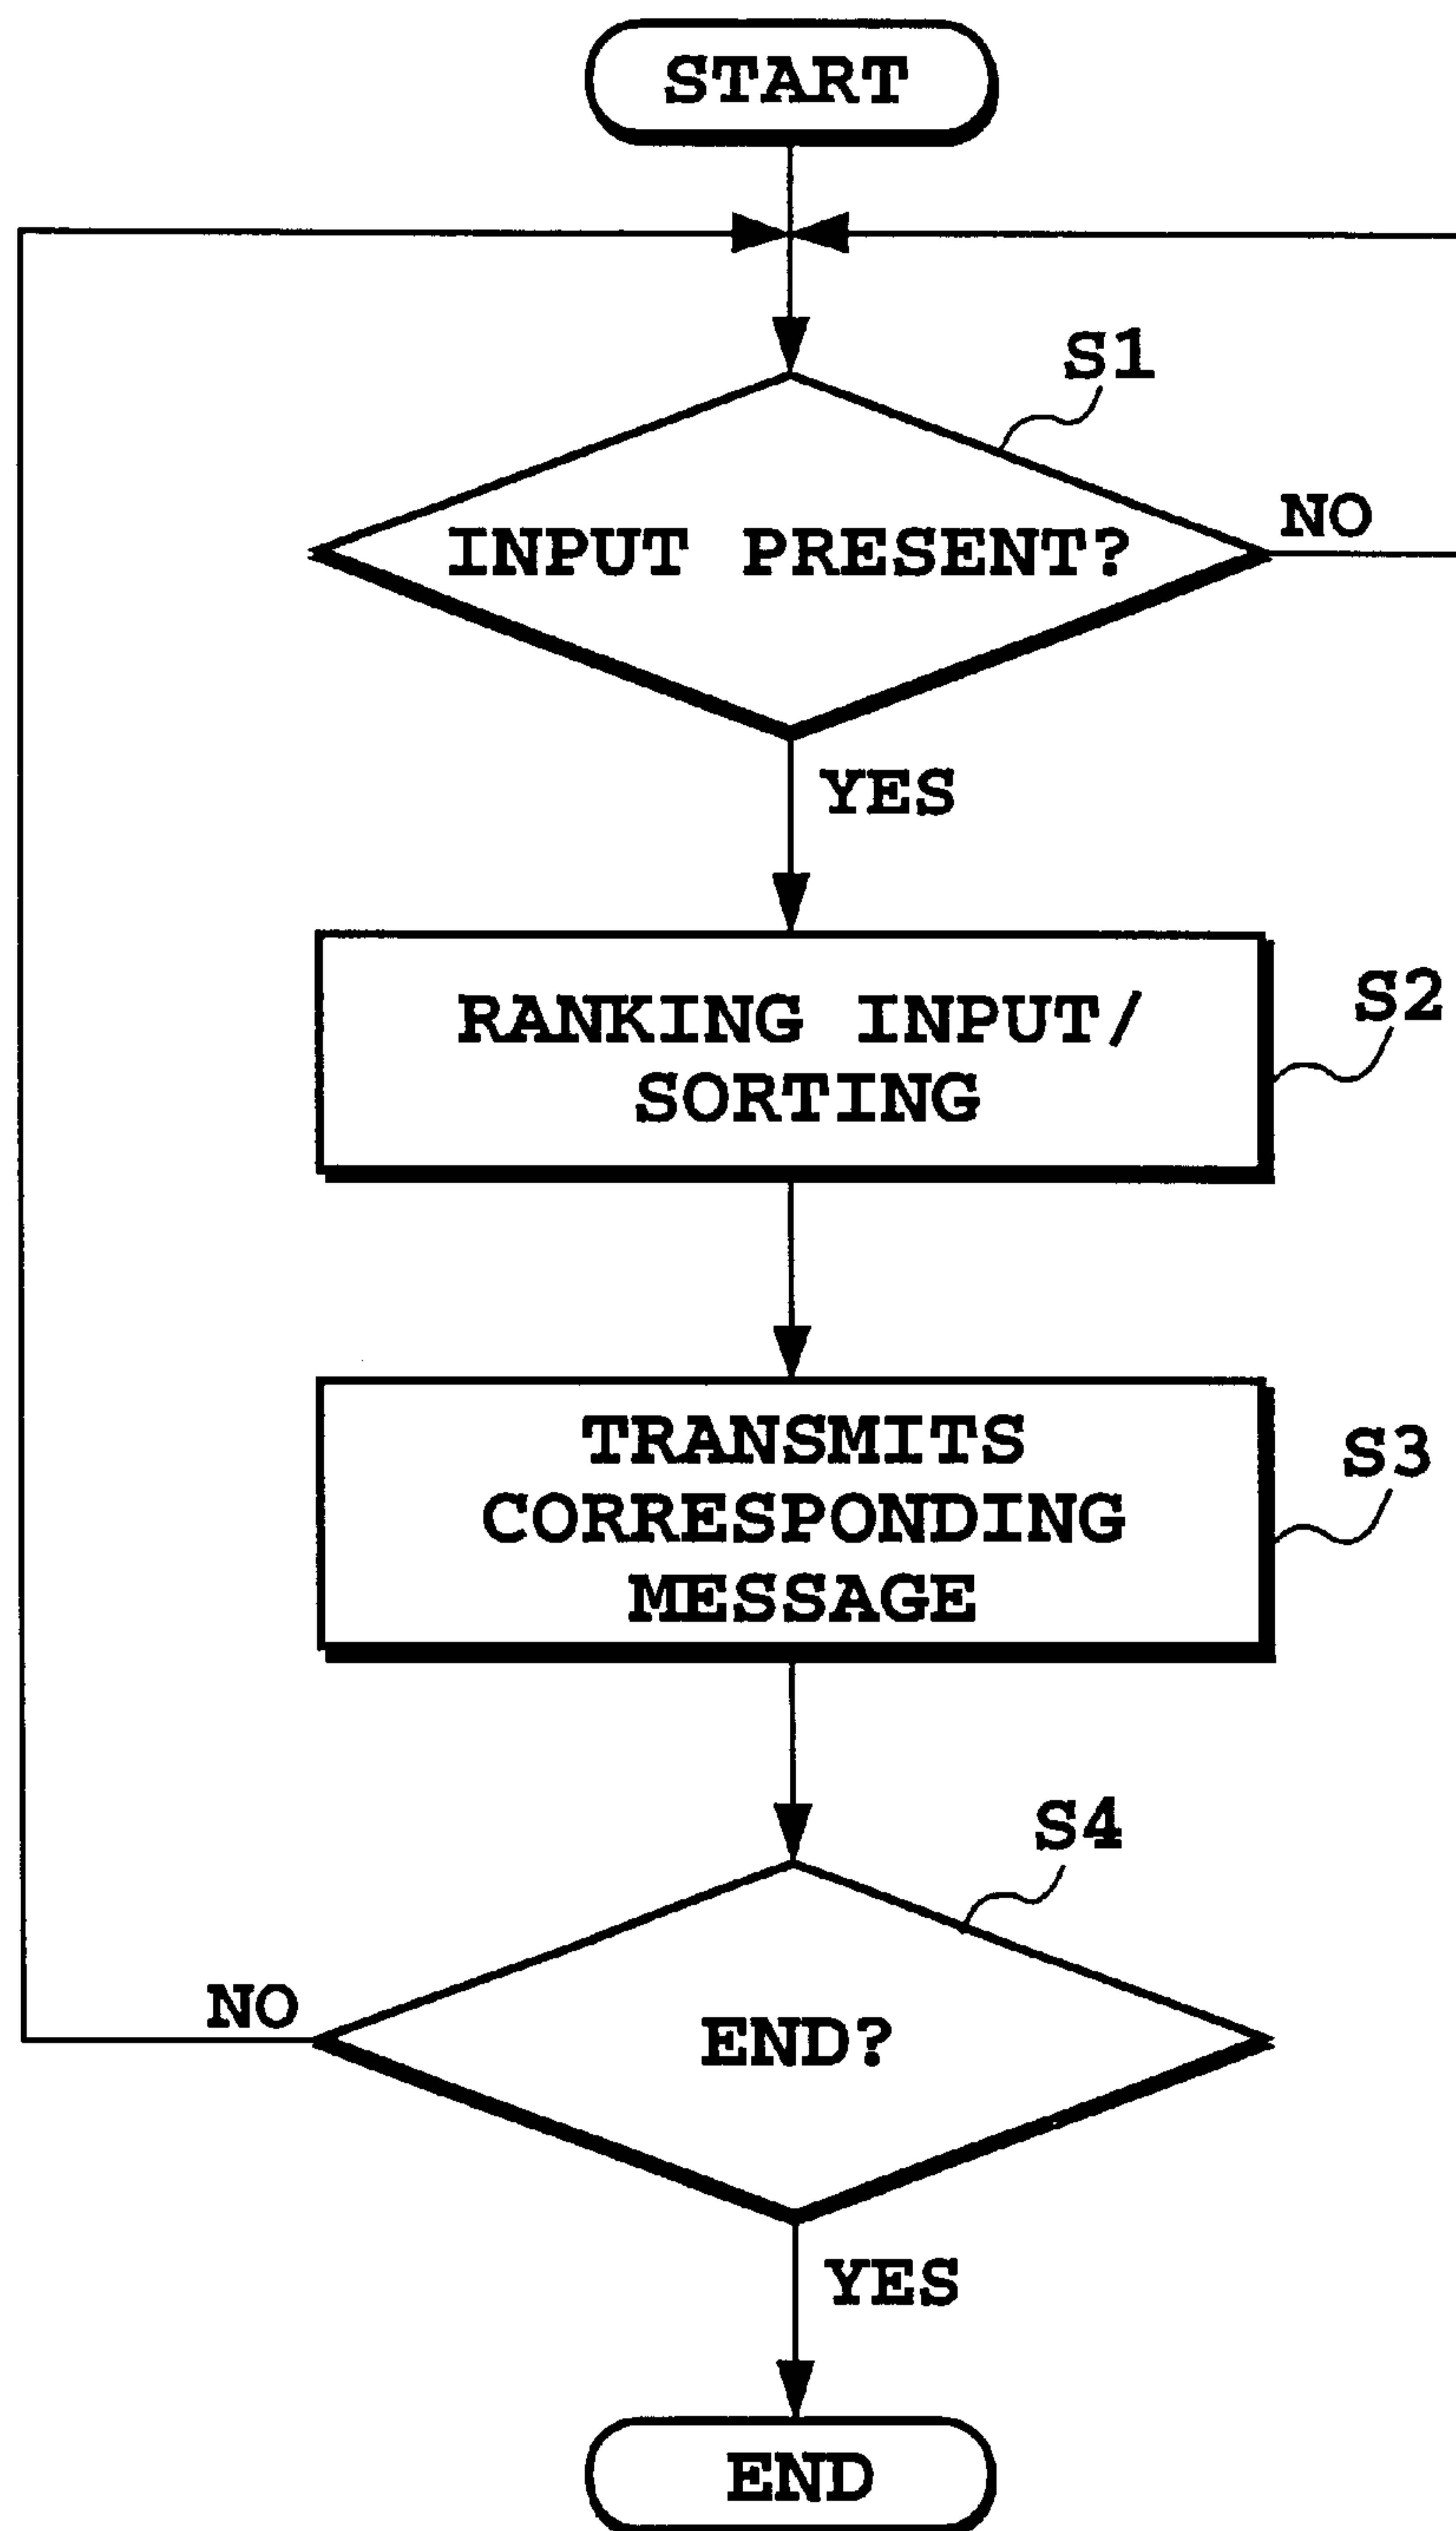 START
S1
INPUT PRESENT?
NO
YES
RANKING INPUT/
SORTING
S2
TRANSMITS
CORRESPONDING
MESSAGE
S3
S4
NO
END?
YES
END